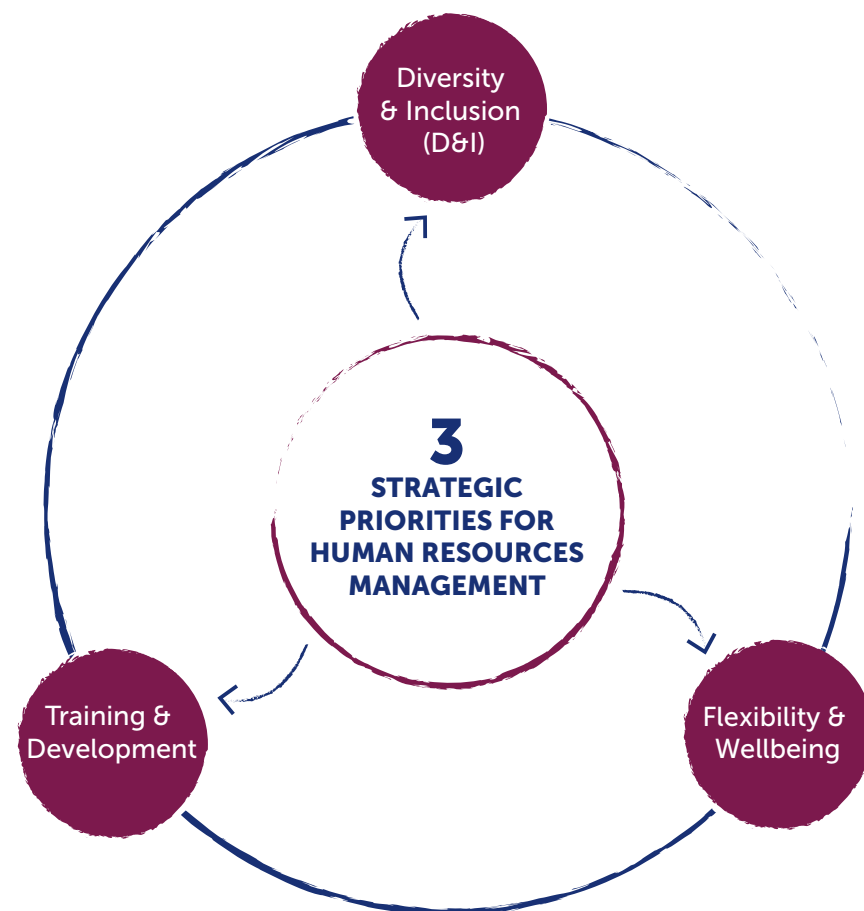 Diversity
& Inclusion
(D&I)
3
STRATEGIC
PRIORITIES FOR
HUMAN RESOURCES
MANAGEMENT
Training &
Development
Flexibility &
Wellbeing